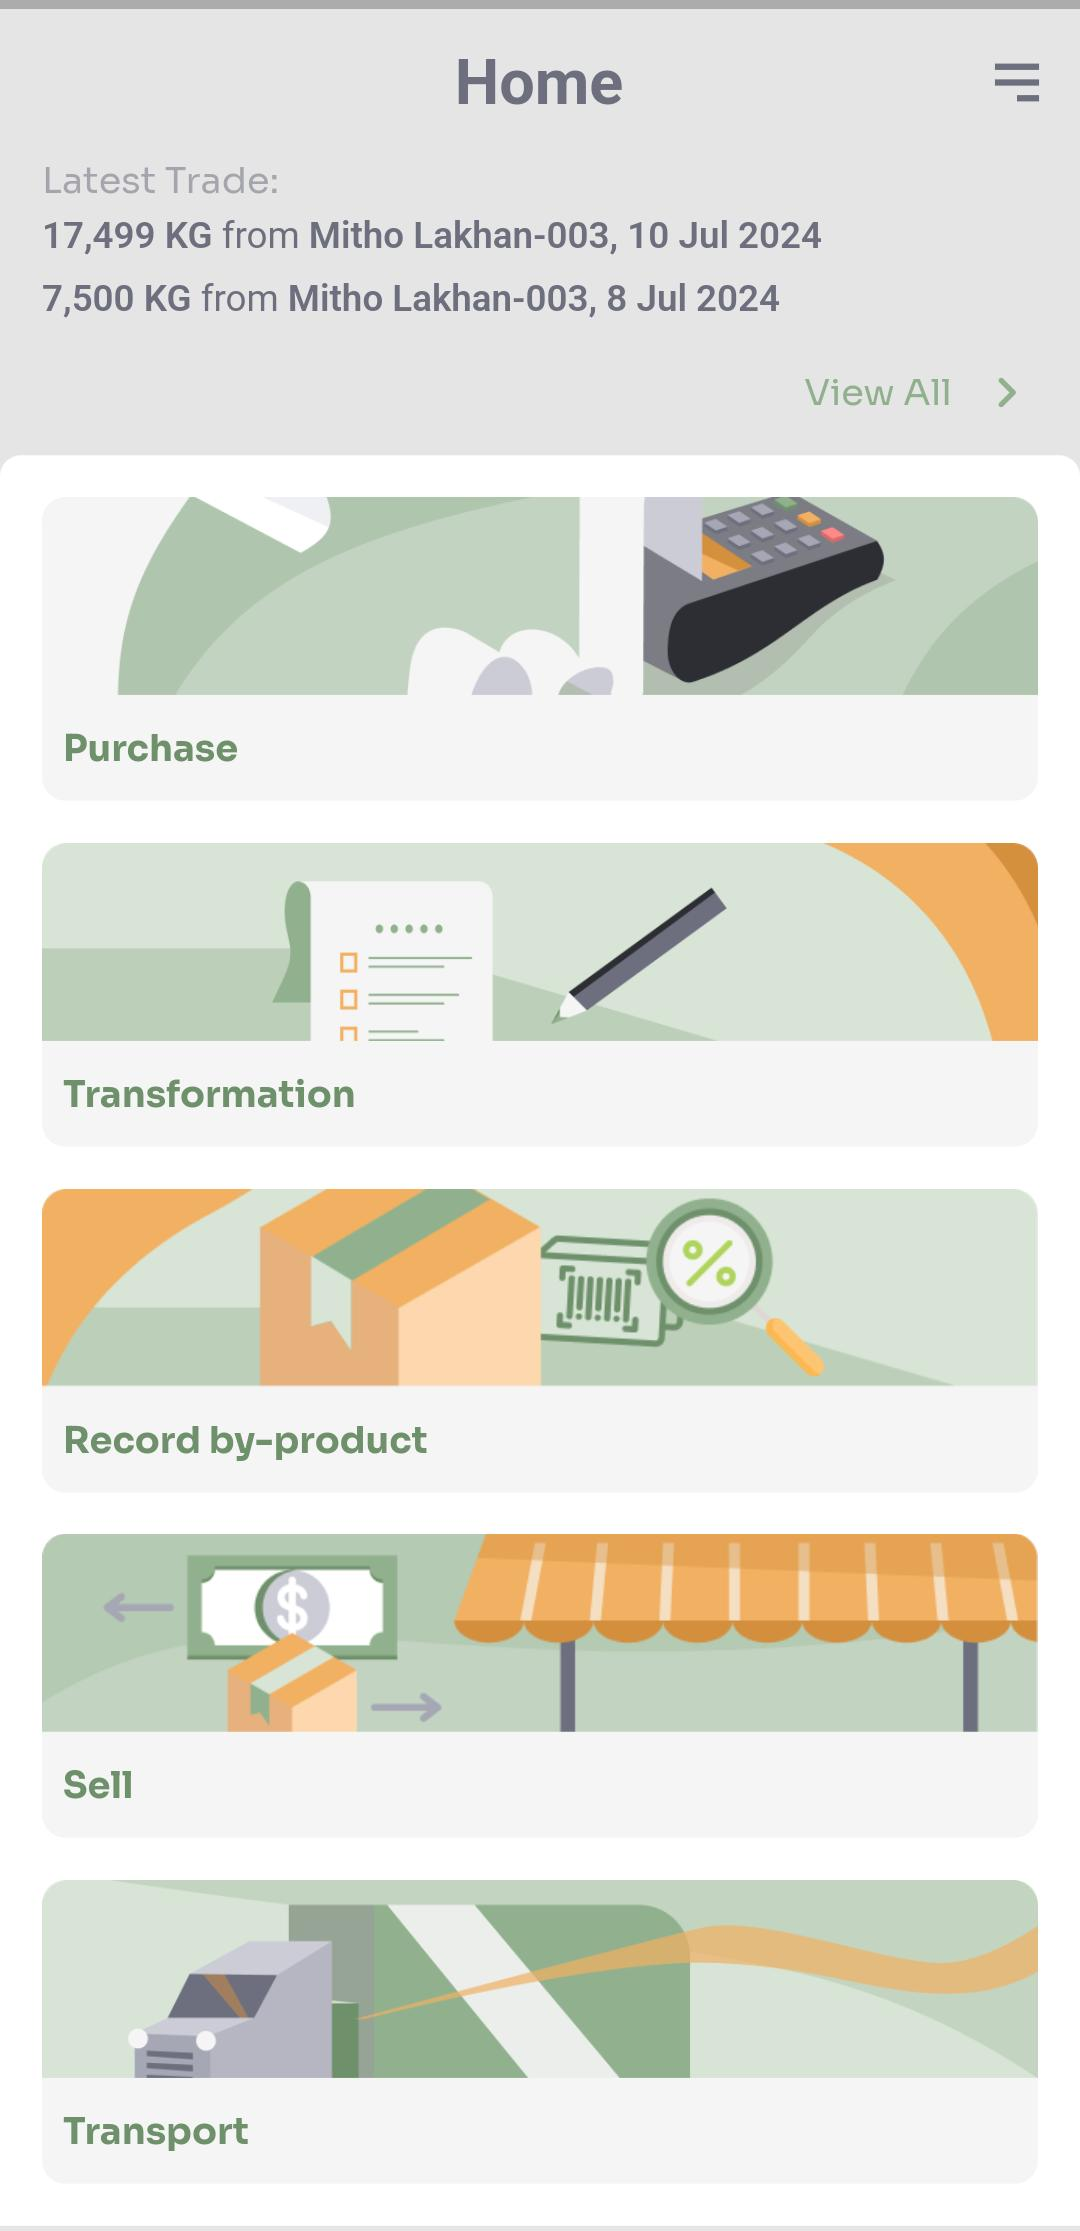 Home
Latest Trade:
17,499 KG from Mitho Lakhan-003, 10 Jul 2024
7,500 KG from Mitho Lakhan-003, 8 Jul 2024
View All
Purchase
Transformation
%
Record by-product
$
Sell
Transport